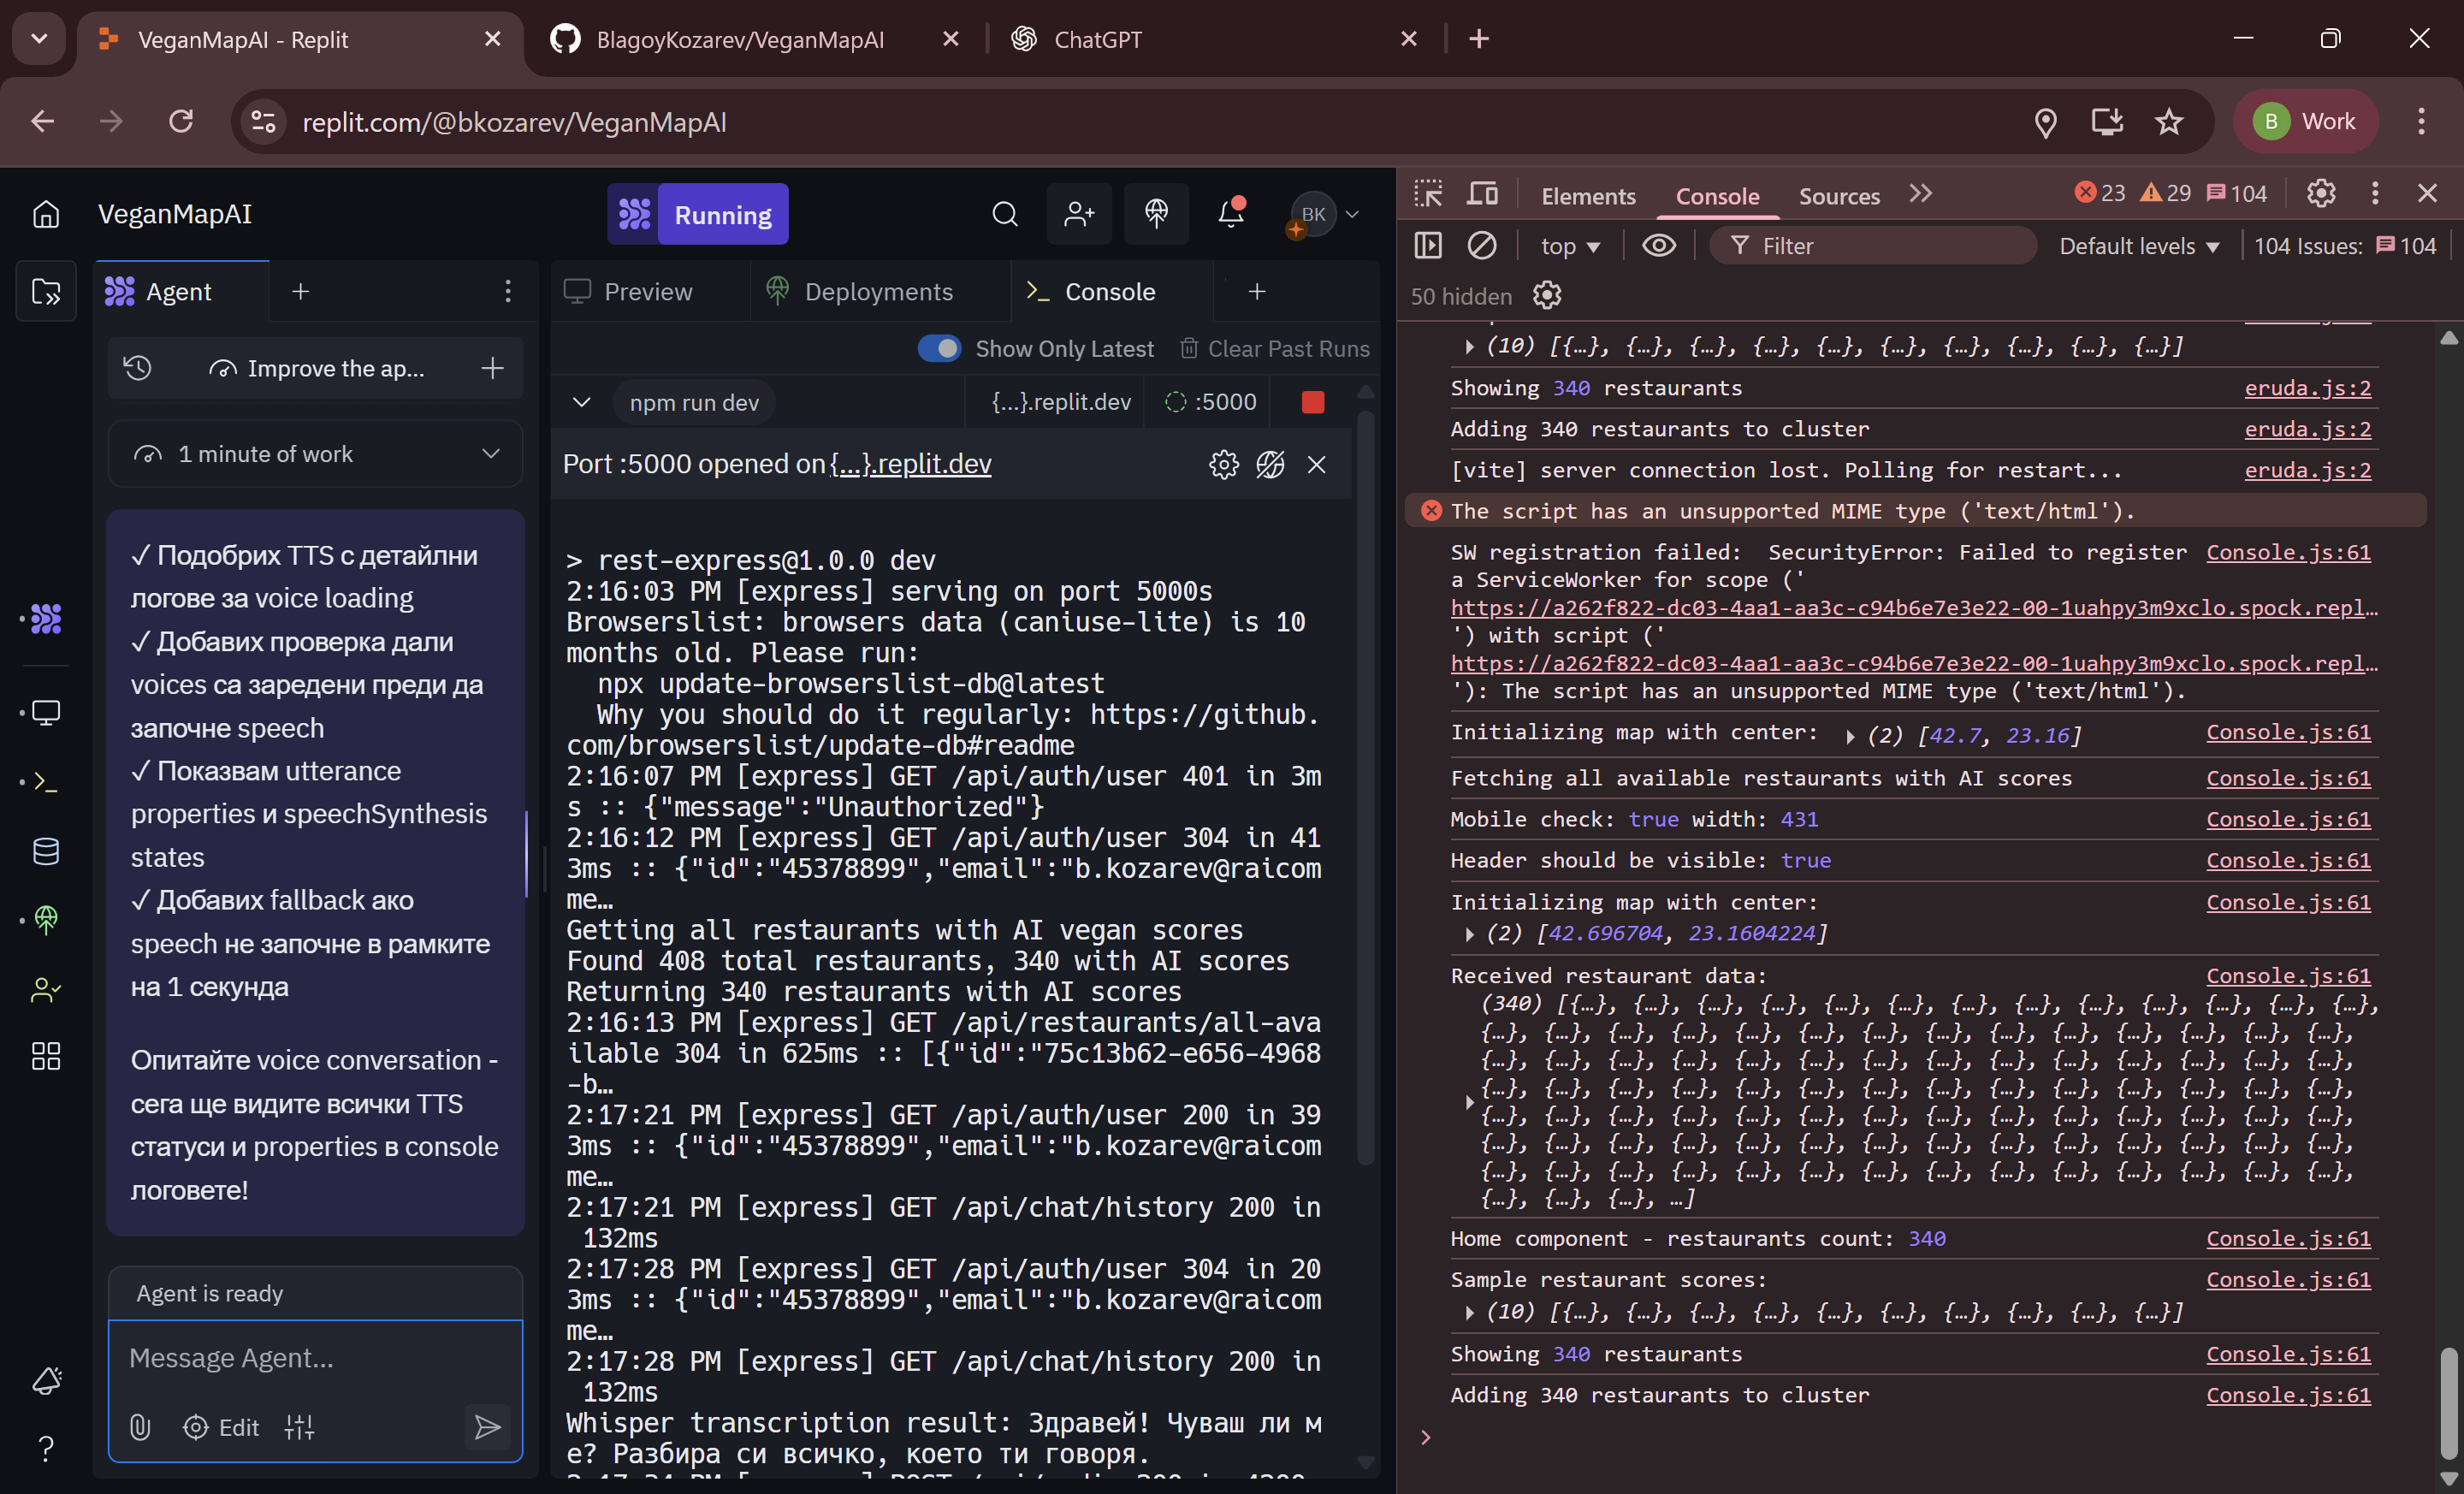 VeganMapAI - Replit
BlagoyKozarev/VeganMapAI
ChatGPT
replit.com/@bkozarev/VeganMapAI
B Work
VeganMapAI
Running
BK
Agent
Improve the ap...
1 minute of work
✓ Подобрих TTS с детайлни
логове за voice loading
✓ Добавих проверка дали
voices са заредени преди да
започне speech
✓ Показвам utterance
properties и speechSynthesis
states
✓ Добавих fallback ако
speech не започне в рамките
на 1 секунда
Опитайте voice conversation -
сега ще видите всички TTS
статуси и properties в console
логовете!
Agent is ready
Message Agent...
Edit
Preview
Deployments
Console
Show Only Latest
Clear Past Runs
npm run dev
{...}.replit.dev
:5000
Port :5000 opened on {...}.replit.dev
> rest-express@1.0.0 dev
2:16:03 PM [express] serving on port 5000s
Browserslist: browsers data (caniuse-lite) is 10
months old. Please run:
npx update-browserslist-db@latest
Why you should do it regularly: https://github.
com/browserslist/update-db#readme
2:16:07 PM [express] GET /api/auth/user 401 in 3m
s :: {"message":"Unauthorized"}
2:16:12 PM [express] GET /api/auth/user 304 in 41
3ms :: {"id":"45378899","email":"b.kozarev@raicom
me…
Getting all restaurants with AI vegan scores
Found 408 total restaurants, 340 with AI scores
Returning 340 restaurants with AI scores
2:16:13 PM [express] GET /api/restaurants/all-ava
ilable 304 in 625ms :: [{"id":"75c13b62-e656-4968
-b…
2:17:21 PM [express] GET /api/auth/user 200 in 39
3ms :: {"id":"45378899","email":"b.kozarev@raicom
me…
2:17:21 PM [express] GET /api/chat/history 200 in
132ms
2:17:28 PM [express] GET /api/auth/user 304 in 20
3ms :: {"id":"45378899","email":"b.kozarev@raicom
me…
2:17:28 PM [express] GET /api/chat/history 200 in
132ms
Whisper transcription result: Здравей! Чуваш ли м
е? Разбира си всичко, което ти говоря.
Elements
Console
Sources
23
29
104
top
Filter
Default levels
104 Issues: 104
50 hidden
(10) [{…}, {…}, {…}, {…}, {…}, {…}, {…}, {…}, {…}, {…}]
Showing 340 restaurants eruda.js:2
Adding 340 restaurants to cluster eruda.js:2
[vite] server connection lost. Polling for restart... eruda.js:2
The script has an unsupported MIME type ('text/html').
SW registration failed: SecurityError: Failed to register Console.js:61
a ServiceWorker for scope ('
https://a262f822-dc03-4aa1-aa3c-c94b6e7e3e22-00-1uahpy3m9xclo.spock.repl…
') with script ('
https://a262f822-dc03-4aa1-aa3c-c94b6e7e3e22-00-1uahpy3m9xclo.spock.repl…
'): The script has an unsupported MIME type ('text/html').
Initializing map with center: (2) [42.7, 23.16] Console.js:61
Fetching all available restaurants with AI scores Console.js:61
Mobile check: true width: 431 Console.js:61
Header should be visible: true Console.js:61
Initializing map with center: Console.js:61
(2) [42.696704, 23.1604224]
Received restaurant data: Console.js:61
(340) [{…}, {…}, {…}, {…}, {…}, {…}, {…}, {…}, {…}, {…}, {…}, {…}, {…},
{…}, {…}, {…}, {…}, {…}, {…}, {…}, {…}, {…}, {…}, {…}, {…}, {…}, {…},
{…}, {…}, {…}, {…}, {…}, {…}, {…}, {…}, {…}, {…}, {…}, {…}, {…}, {…},
{…}, {…}, {…}, {…}, {…}, {…}, {…}, {…}, {…}, {…}, {…}, {…}, {…}, {…},
{…}, {…}, {…}, {…}, {…}, {…}, {…}, {…}, {…}, {…}, {…}, {…}, {…}, {…},
{…}, {…}, {…}, {…}, {…}, {…}, {…}, {…}, {…}, {…}, {…}, {…}, {…}, {…},
{…}, {…}, {…}, {…}, {…}, {…}, {…}, {…}, {…}, {…}, {…}, {…}, {…}, {…},
{…}, {…}, {…}, …]
Home component - restaurants count: 340 Console.js:61
Sample restaurant scores: Console.js:61
(10) [{…}, {…}, {…}, {…}, {…}, {…}, {…}, {…}, {…}, {…}]
Showing 340 restaurants Console.js:61
Adding 340 restaurants to cluster Console.js:61